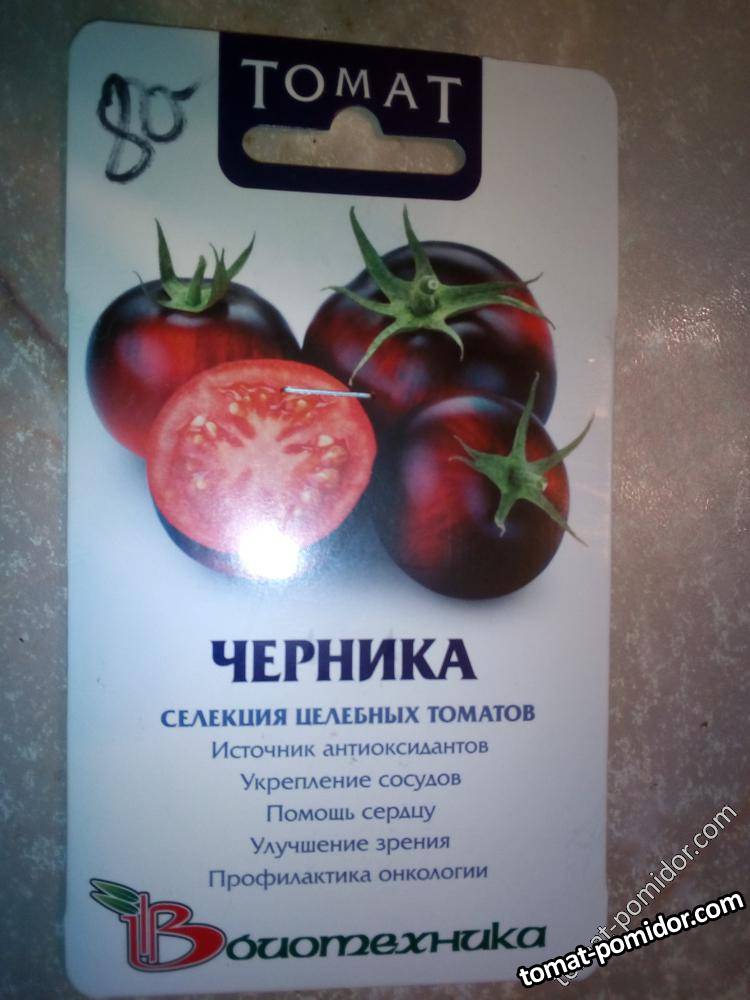 80
ТОМАТ
ЧЕРНИКА
СЕЛЕКЦИЯ ЦЕЛЕБНЫХ ТОМАТОВ
Источник антиоксидантов
Укрепление сосудов
Помощь сердцу
Улучшение зрения
Профилактика онкологии
Биотехника
tomat-pomidor.com
tomat-pomidor.com